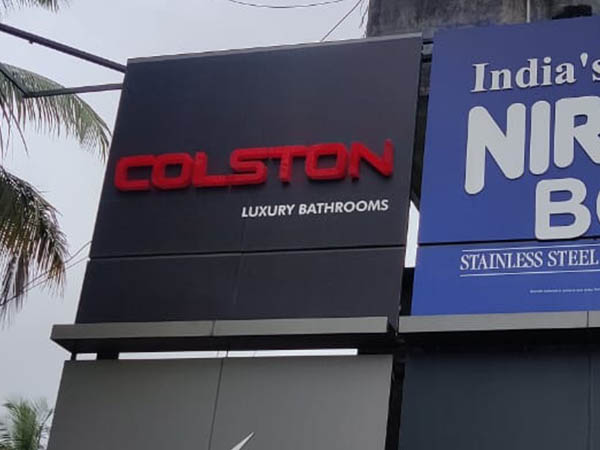 COLSTON
LUXURY BATHROOMS
India's
NIR
STAINLESS STEEL